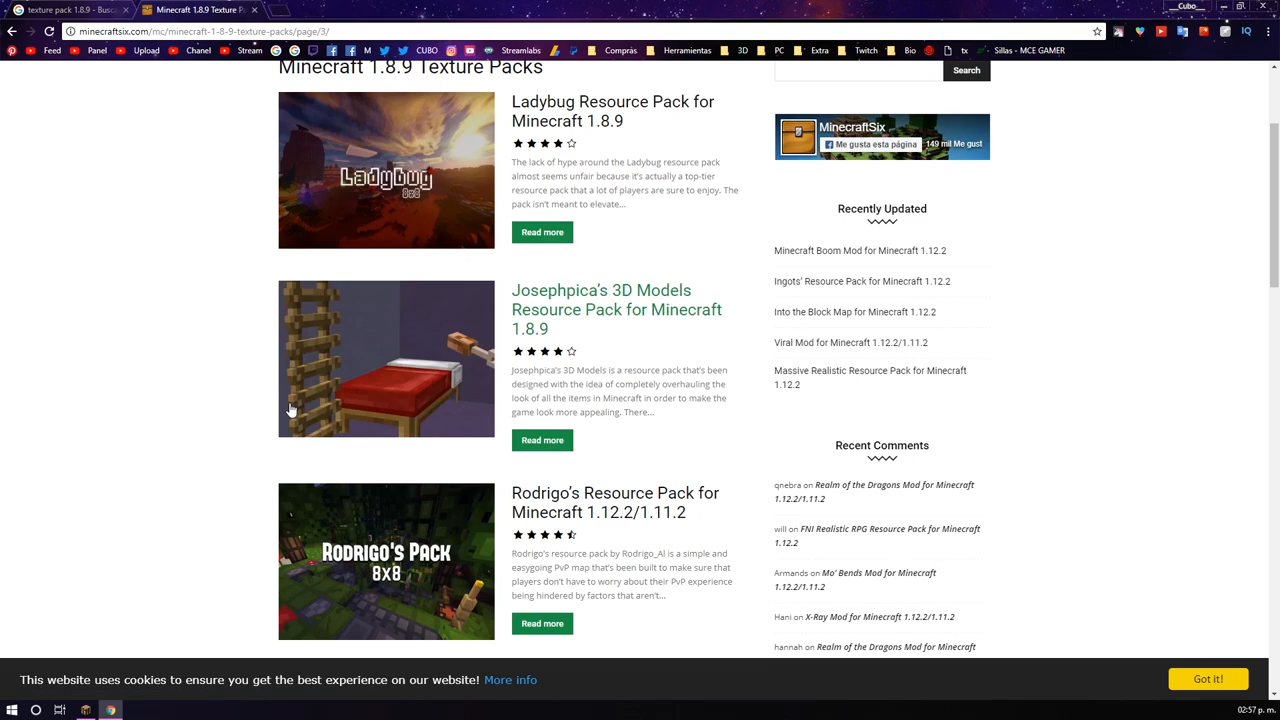 texture pack 1.8.9 - Busc
Minecraft 1.8.9 Texture P
Cubo
minecraftsix.com/mc/minecraft-1-8-9-texture-packs/page/3/
Feed Panel Upload Chanel Stream CUBO Streamlabs Compras Herramientas 3D PC Extra Twitch Bio tx Sillas - MCE GAMER
Minecraft 1.8.9 Texture Packs
Search
Ladybug Resource Pack for
Minecraft 1.8.9
The lack of hype around the Ladybug resource pack
almost seems unfair because it's actually a top-tier
resource pack that a lot of players are sure to enjoy. The
pack isn't meant to elevate…
Read more
LadyBug
8x8
Josephpica's 3D Models
Resource Pack for Minecraft
1.8.9
Josephpica's 3D Models is a resource pack that's been
designed with the idea of completely overhauling the
look of all the items in Minecraft in order to make the
game look more appealing. There…
Read more
Rodrigo's Pack
8x8
Rodrigo's Resource Pack for
Minecraft 1.12.2/1.11.2
Rodrigo's resource pack by Rodrigo_Al is a simple and
easygoing PvP map that's been built to make sure that
players don't have to worry about their PvP experience
being hindered by factors that aren't…
Read more
MinecraftSix
Me gusta esta página
149 mil Me gust
Recently Updated
Minecraft Boom Mod for Minecraft 1.12.2
Ingots' Resource Pack for Minecraft 1.12.2
Into the Block Map for Minecraft 1.12.2
Viral Mod for Minecraft 1.12.2/1.11.2
Massive Realistic Resource Pack for Minecraft
1.12.2
Recent Comments
qnebra on Realm of the Dragons Mod for Minecraft
1.12.2/1.11.2
will on FNI Realistic RPG Resource Pack for Minecraft
1.12.2
Armands on Mo' Bends Mod for Minecraft
1.12.2/1.11.2
Hani on X-Ray Mod for Minecraft 1.12.2/1.11.2
hannah on Realm of the Dragons Mod for Minecraft
This website uses cookies to ensure you get the best experience on our website! More info
Got it!
02:57 p. m.